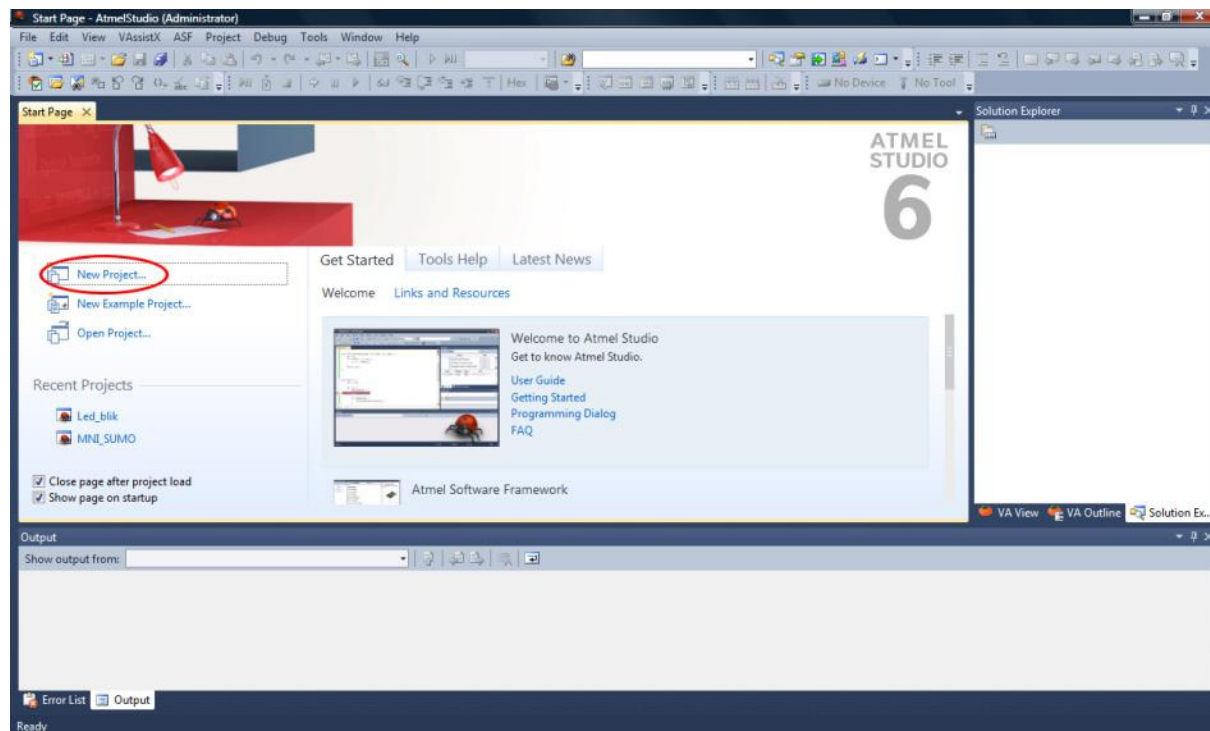 Start Page - AtmelStudio (Administrator)
File Edit View VAssistX ASF Project Debug Tools Window Help
Hex No Device No Tool
Start Page
Solution Explorer
ATMEL
STUDIO
6
New Project...
New Example Project...
Open Project...
Recent Projects
Led_blik
MNI_SUMO
Close page after project load
Show page on startup
Get Started Tools Help Latest News
Welcome Links and Resources
Welcome to Atmel Studio
Get to know Atmel Studio.
User Guide
Getting Started
Programming Dialog
FAQ
Atmel Software Framework
VA View VA Outline Solution Ex..
Output
Show output from:
Error List Output
Ready